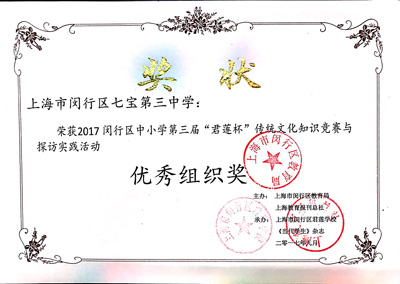 奖状
上海市闵行区七宝第三中学：
荣获2017闵行区中小学第三届“君莲杯”传统文化知识竞赛与
探访实践活动
优秀组织奖
上海市闵行区教育局
主办：上海市闵行区教育局
上海教育报刊总社
承办：上海市闵行区君莲学校
《当代学生》杂志
二〇一七年九月